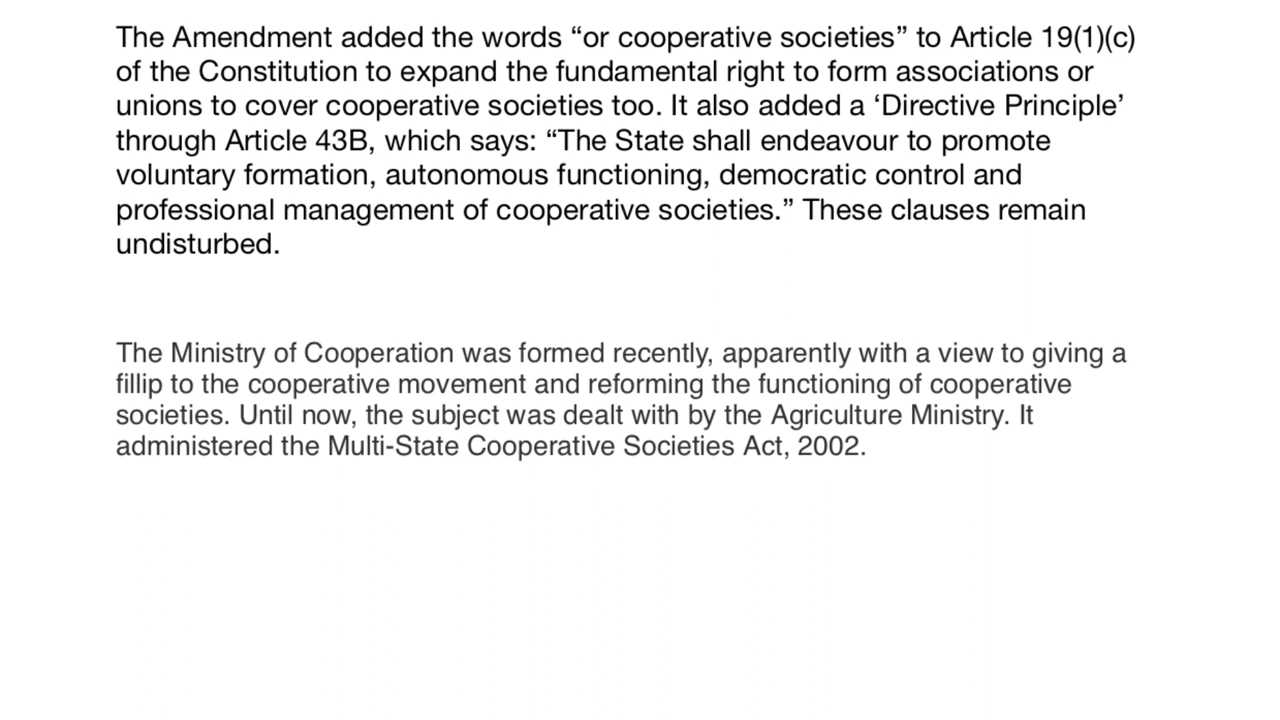 The Amendment added the words “or cooperative societies” to Article 19(1)(c)
of the Constitution to expand the fundamental right to form associations or
unions to cover cooperative societies too. It also added a ‘Directive Principle’
through Article 43B, which says: “The State shall endeavour to promote
voluntary formation, autonomous functioning, democratic control and
professional management of cooperative societies.” These clauses remain
undisturbed.
The Ministry of Cooperation was formed recently, apparently with a view to giving a
fillip to the cooperative movement and reforming the functioning of cooperative
societies. Until now, the subject was dealt with by the Agriculture Ministry. It
administered the Multi-State Cooperative Societies Act, 2002.